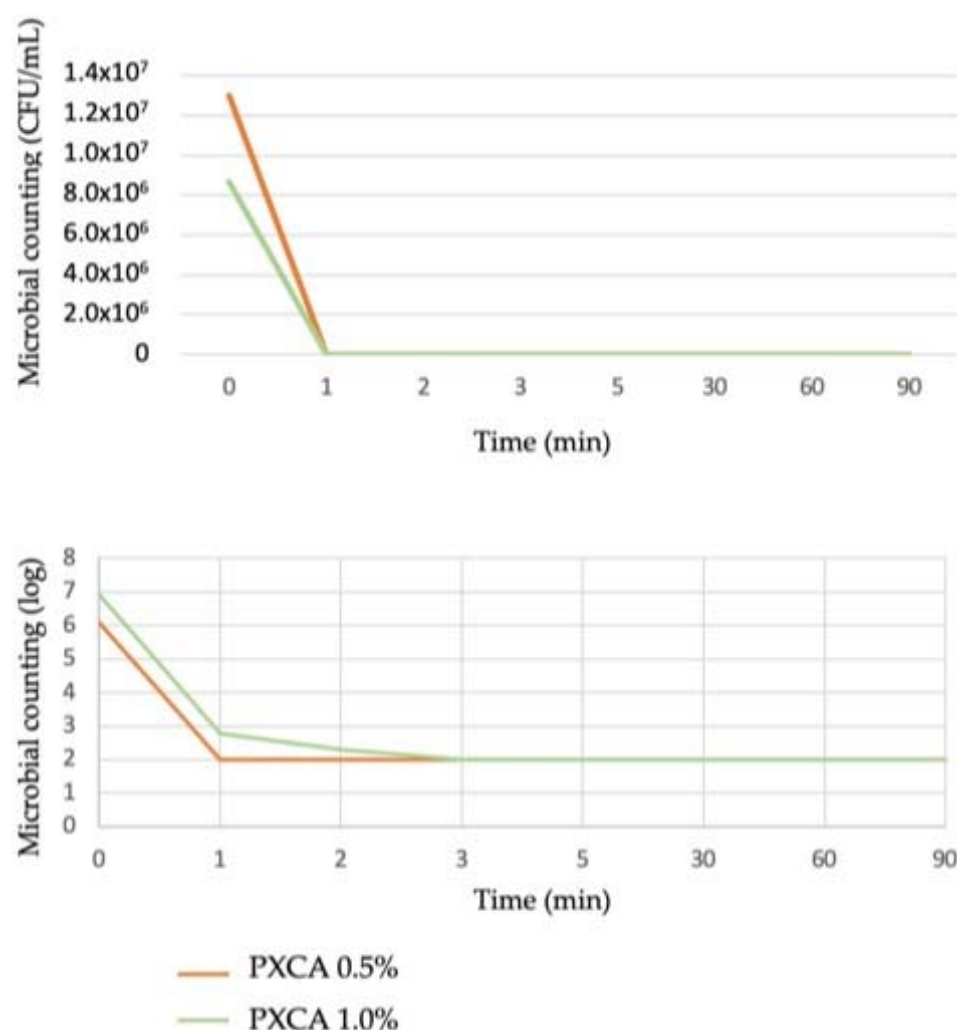 Microbial counting (CFU/mL)
1.4x10⁷
1.2x10⁷
1.0x10⁷
8.0x10⁶
6.0x10⁶
4.0x10⁶
2.0x10⁶
0
0 1 2 3 5 30 60 90
Time (min)
Microbial counting (log)
8
7
6
5
4
3
2
1
0
0 1 2 3 5 30 60 90
Time (min)
PXCA 0.5%
PXCA 1.0%